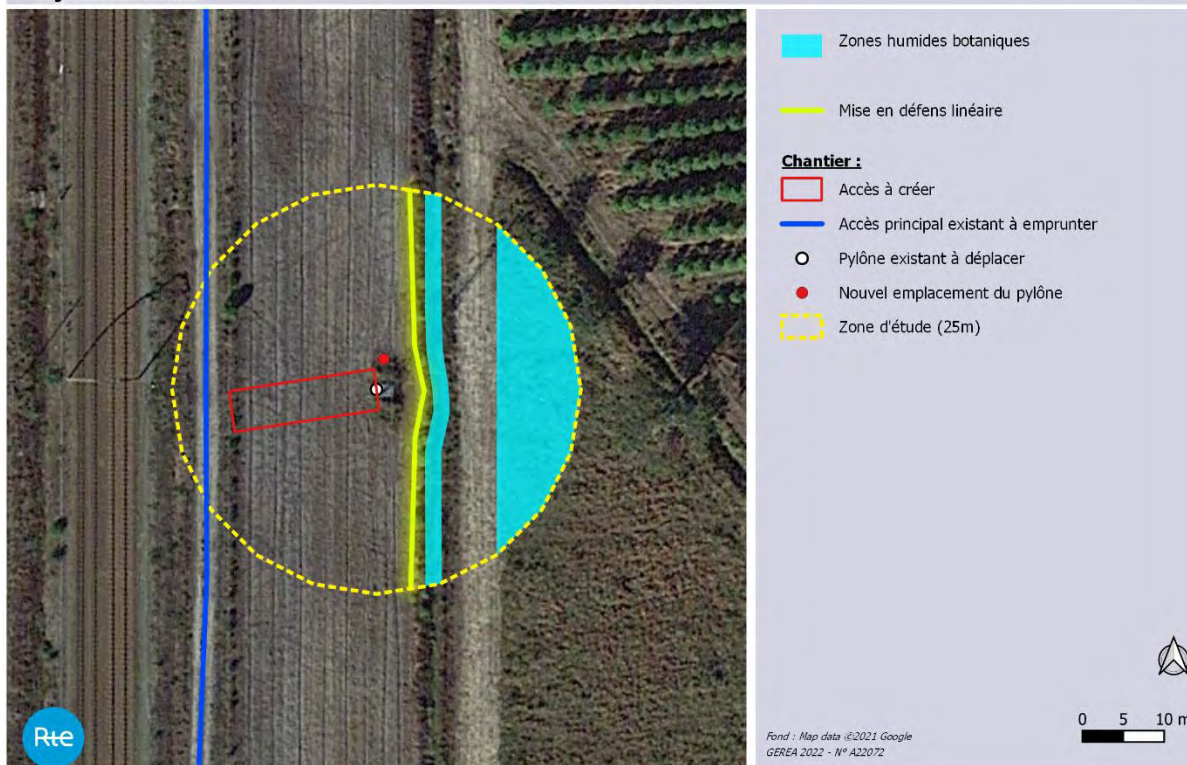 Zones humides botaniques
Mise en défens linéaire
Chantier :
Accès à créer
Accès principal existant à emprunter
Pylône existant à déplacer
Nouvel emplacement du pylône
Zone d'étude (25m)
0 5 10 m
Fond : Map data ©2021 Google
GEREA 2022 - N° A22072
Rte